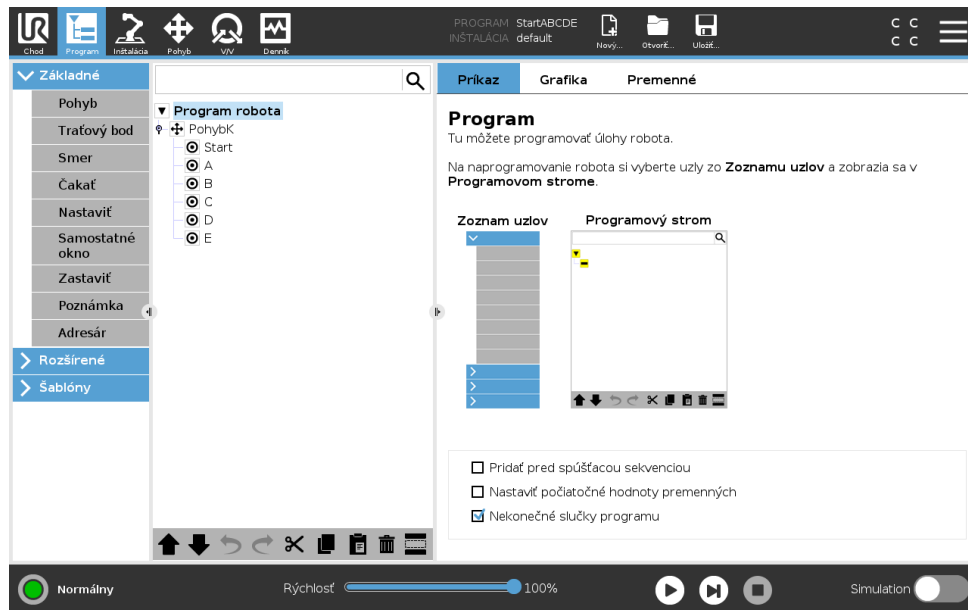 PROGRAM StartABCDE
INŠTALÁCIA default
Chod
Program
Inštalácia
Pohyb
V/V
Denník
Nový...
Otvoriť...
Uložiť...
C C
C C
Základné
Pohyb
Traťový bod
Smer
Čakať
Nastaviť
Samostatné
okno
Zastaviť
Poznámka
Adresár
Rozšírené
Šablóny
Program robota
PohybK
Start
A
B
C
D
E
Príkaz
Grafika
Premenné
Program
Tu môžete programovať úlohy robota.
Na naprogramovanie robota si vyberte uzly zo Zoznamu uzlov a zobrazia sa v
Programovom strome.
Zoznam uzlov
Programový strom
Pridať pred spúšťacou sekvenciou
Nastaviť počiatočné hodnoty premenných
Nekonečné slučky programu
Normálny
Rýchlosť
100%
Simulation